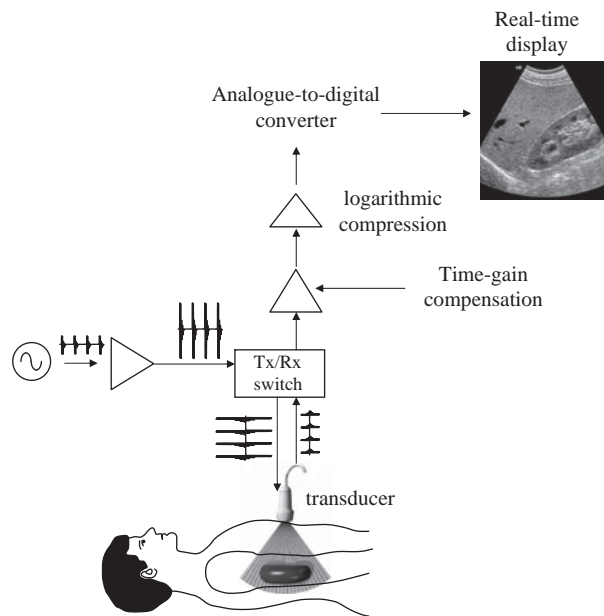 Real-time
display
Analogue-to-digital
converter
logarithmic
compression
Time-gain
compensation
Tx/Rx
switch
transducer